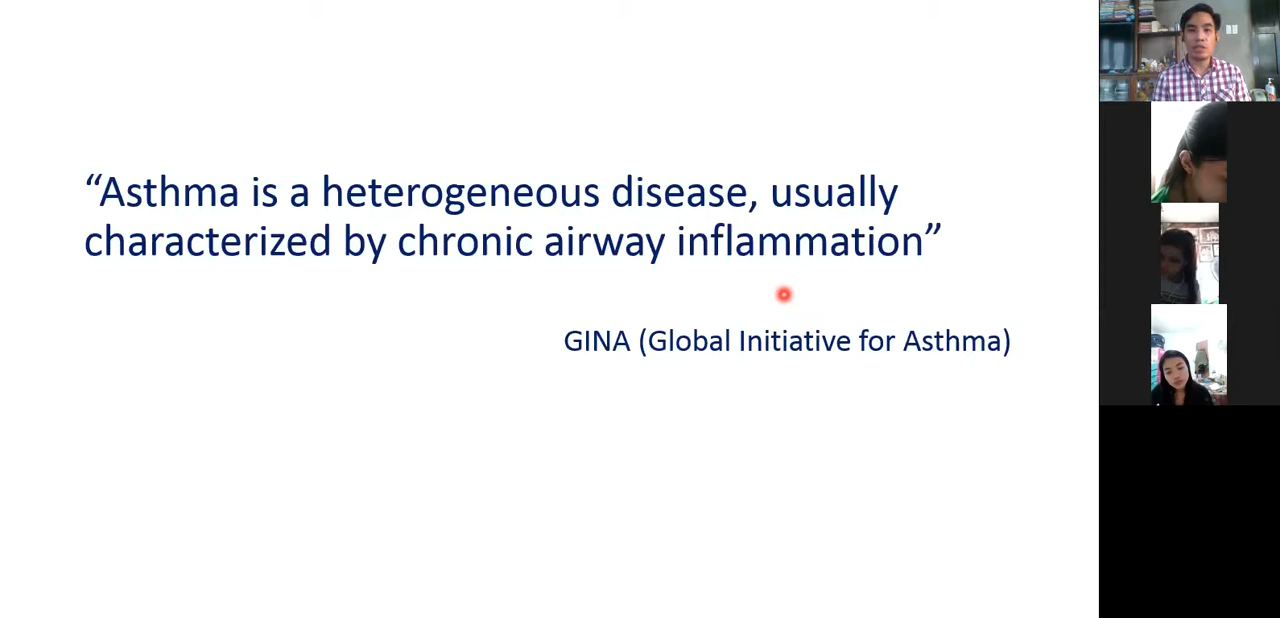 “Asthma is a heterogeneous disease, usually
characterized by chronic airway inflammation”
GINA (Global Initiative for Asthma)